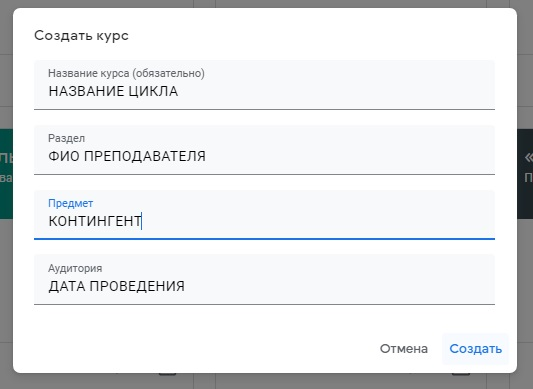 Создать курс
Название курса (обязательно)
НАЗВАНИЕ ЦИКЛА
Раздел
ФИО ПРЕПОДАВАТЕЛЯ
Предмет
КОНТИНГЕНТ
Аудитория
ДАТА ПРОВЕДЕНИЯ
Отмена Создать